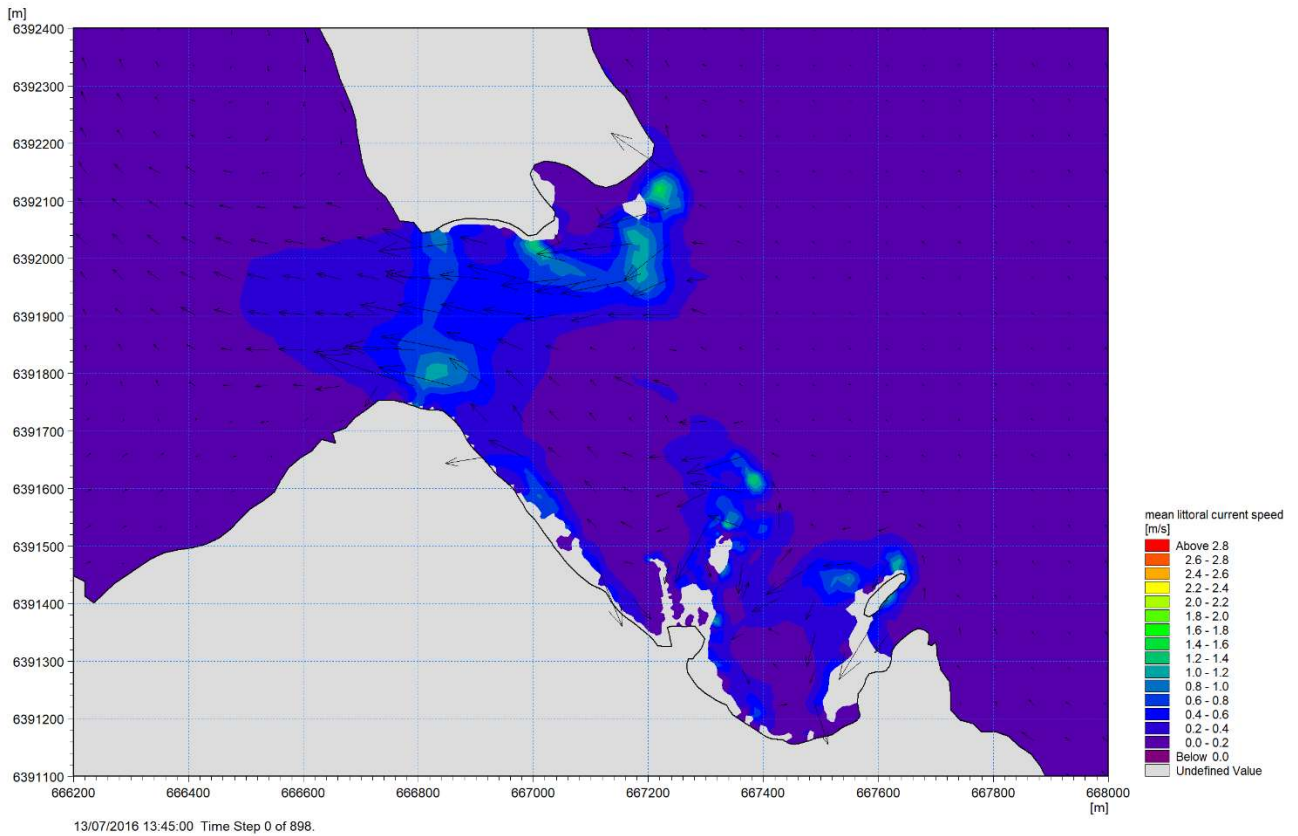 [m]
6392400
6392300
6392200
6392100
6392000
6391900
6391800
6391700
6391600
6391500
6391400
6391300
6391200
6391100
666200 666400 666600 666800 667000 667200 667400 667600 667800 668000
[m]
mean littoral current speed
[m/s]
Above 2.8
2.6 - 2.8
2.4 - 2.6
2.2 - 2.4
2.0 - 2.2
1.8 - 2.0
1.6 - 1.8
1.4 - 1.6
1.2 - 1.4
1.0 - 1.2
0.8 - 1.0
0.6 - 0.8
0.4 - 0.6
0.2 - 0.4
0.0 - 0.2
Below 0.0
Undefined Value
13/07/2016 13:45:00 Time Step 0 of 898.